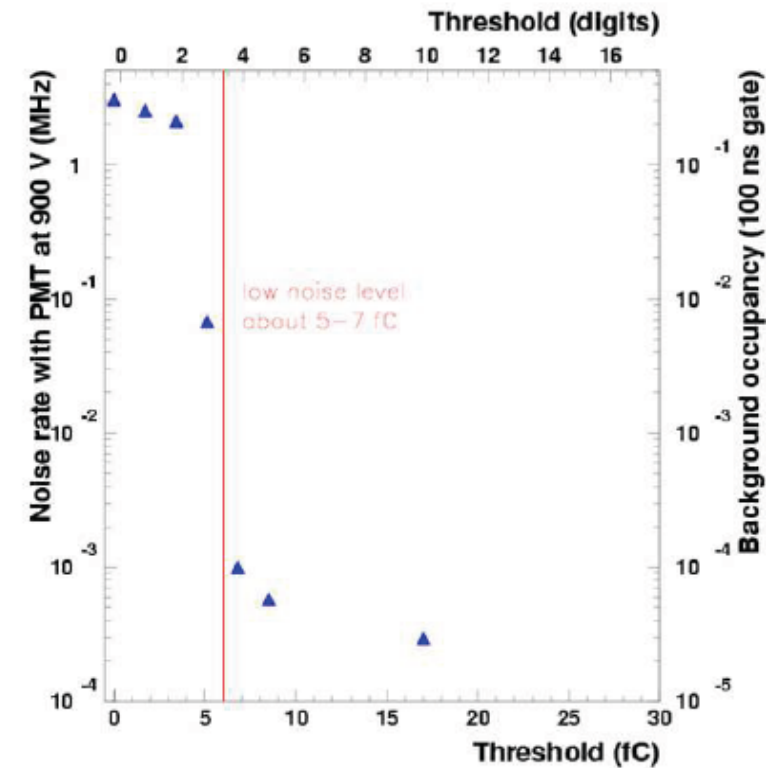 Threshold (digits)
0 2 4 6 8 10 12 14 16
Noise rate with PMT at 900 V (MHz)
1
10 -1
10 -2
10 -3
10 -4
low noise level
about 5-7 fC
10 -1
10 -2
10 -3
10 -4
10 -5
Background occupancy (100 ns gate)
0 5 10 15 20 25 30
Threshold (fC)